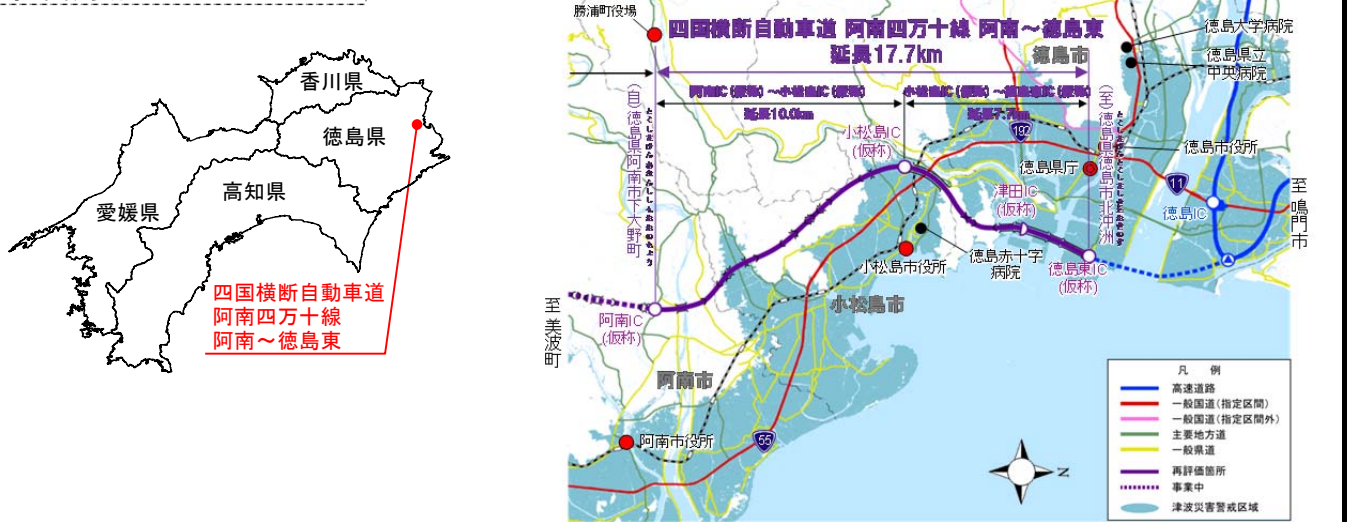 香川県
徳島県
高知県
愛媛県
四国横断自動車道
阿南四万十線
阿南～徳島東
勝浦町役場
四国横断自動車道 阿南四万十線 阿南～徳島東
延長17.7km
徳島市
徳島大学病院
徳島県立
中央病院
阿南IC(仮称)～小松島IC(仮称)
延長10.0km
小松島IC(仮称)～徳島東IC(仮称)
延長7.7km
(自)徳島県阿南市下大野町
(至)徳島県徳島市北沖洲
小松島IC
(仮称)
192
徳島市役所
徳島県庁
津田IC
(仮称)
11
徳島IC
至鳴門市
小松島市役所
徳島赤十字
病院
徳島東IC
(仮称)
小松島市
至美波町
阿南IC
(仮称)
阿南市
阿南市役所
55
N
凡 例
高速道路
一般国道(指定区間)
一般国道(指定区間外)
主要地方道
一般県道
再評価箇所
事業中
津波災害警戒区域